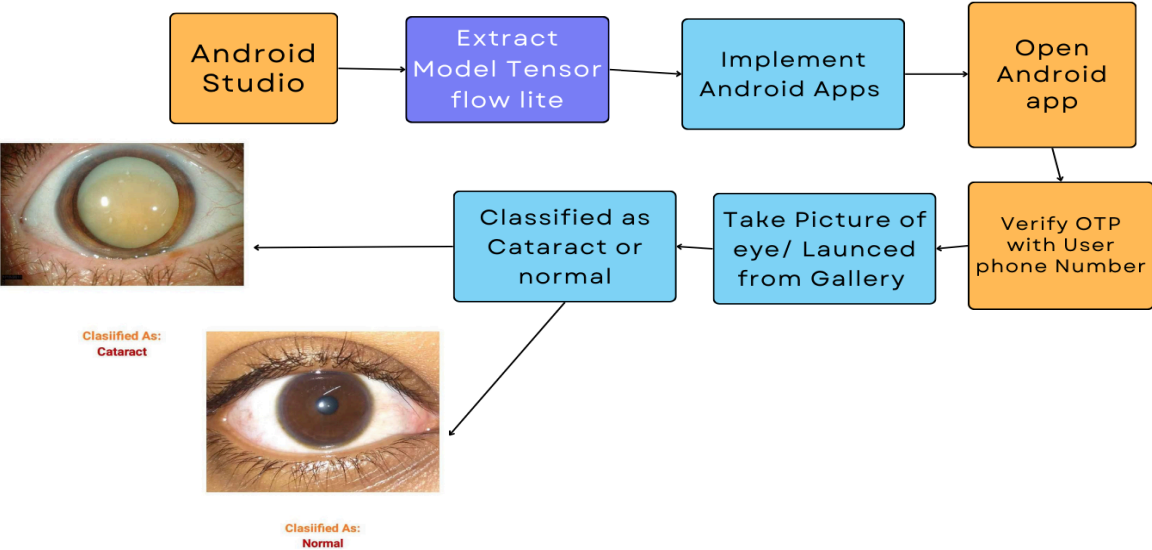 Android
Studio
Extract
Model Tensor
flow lite
Implement
Android Apps
Open
Android
app
Verify OTP
with User
phone Number
Take Picture of
eye/ Launced
from Gallery
Classified as
Cataract or
normal
Clasiified As:
Cataract
Clasiified As:
Normal